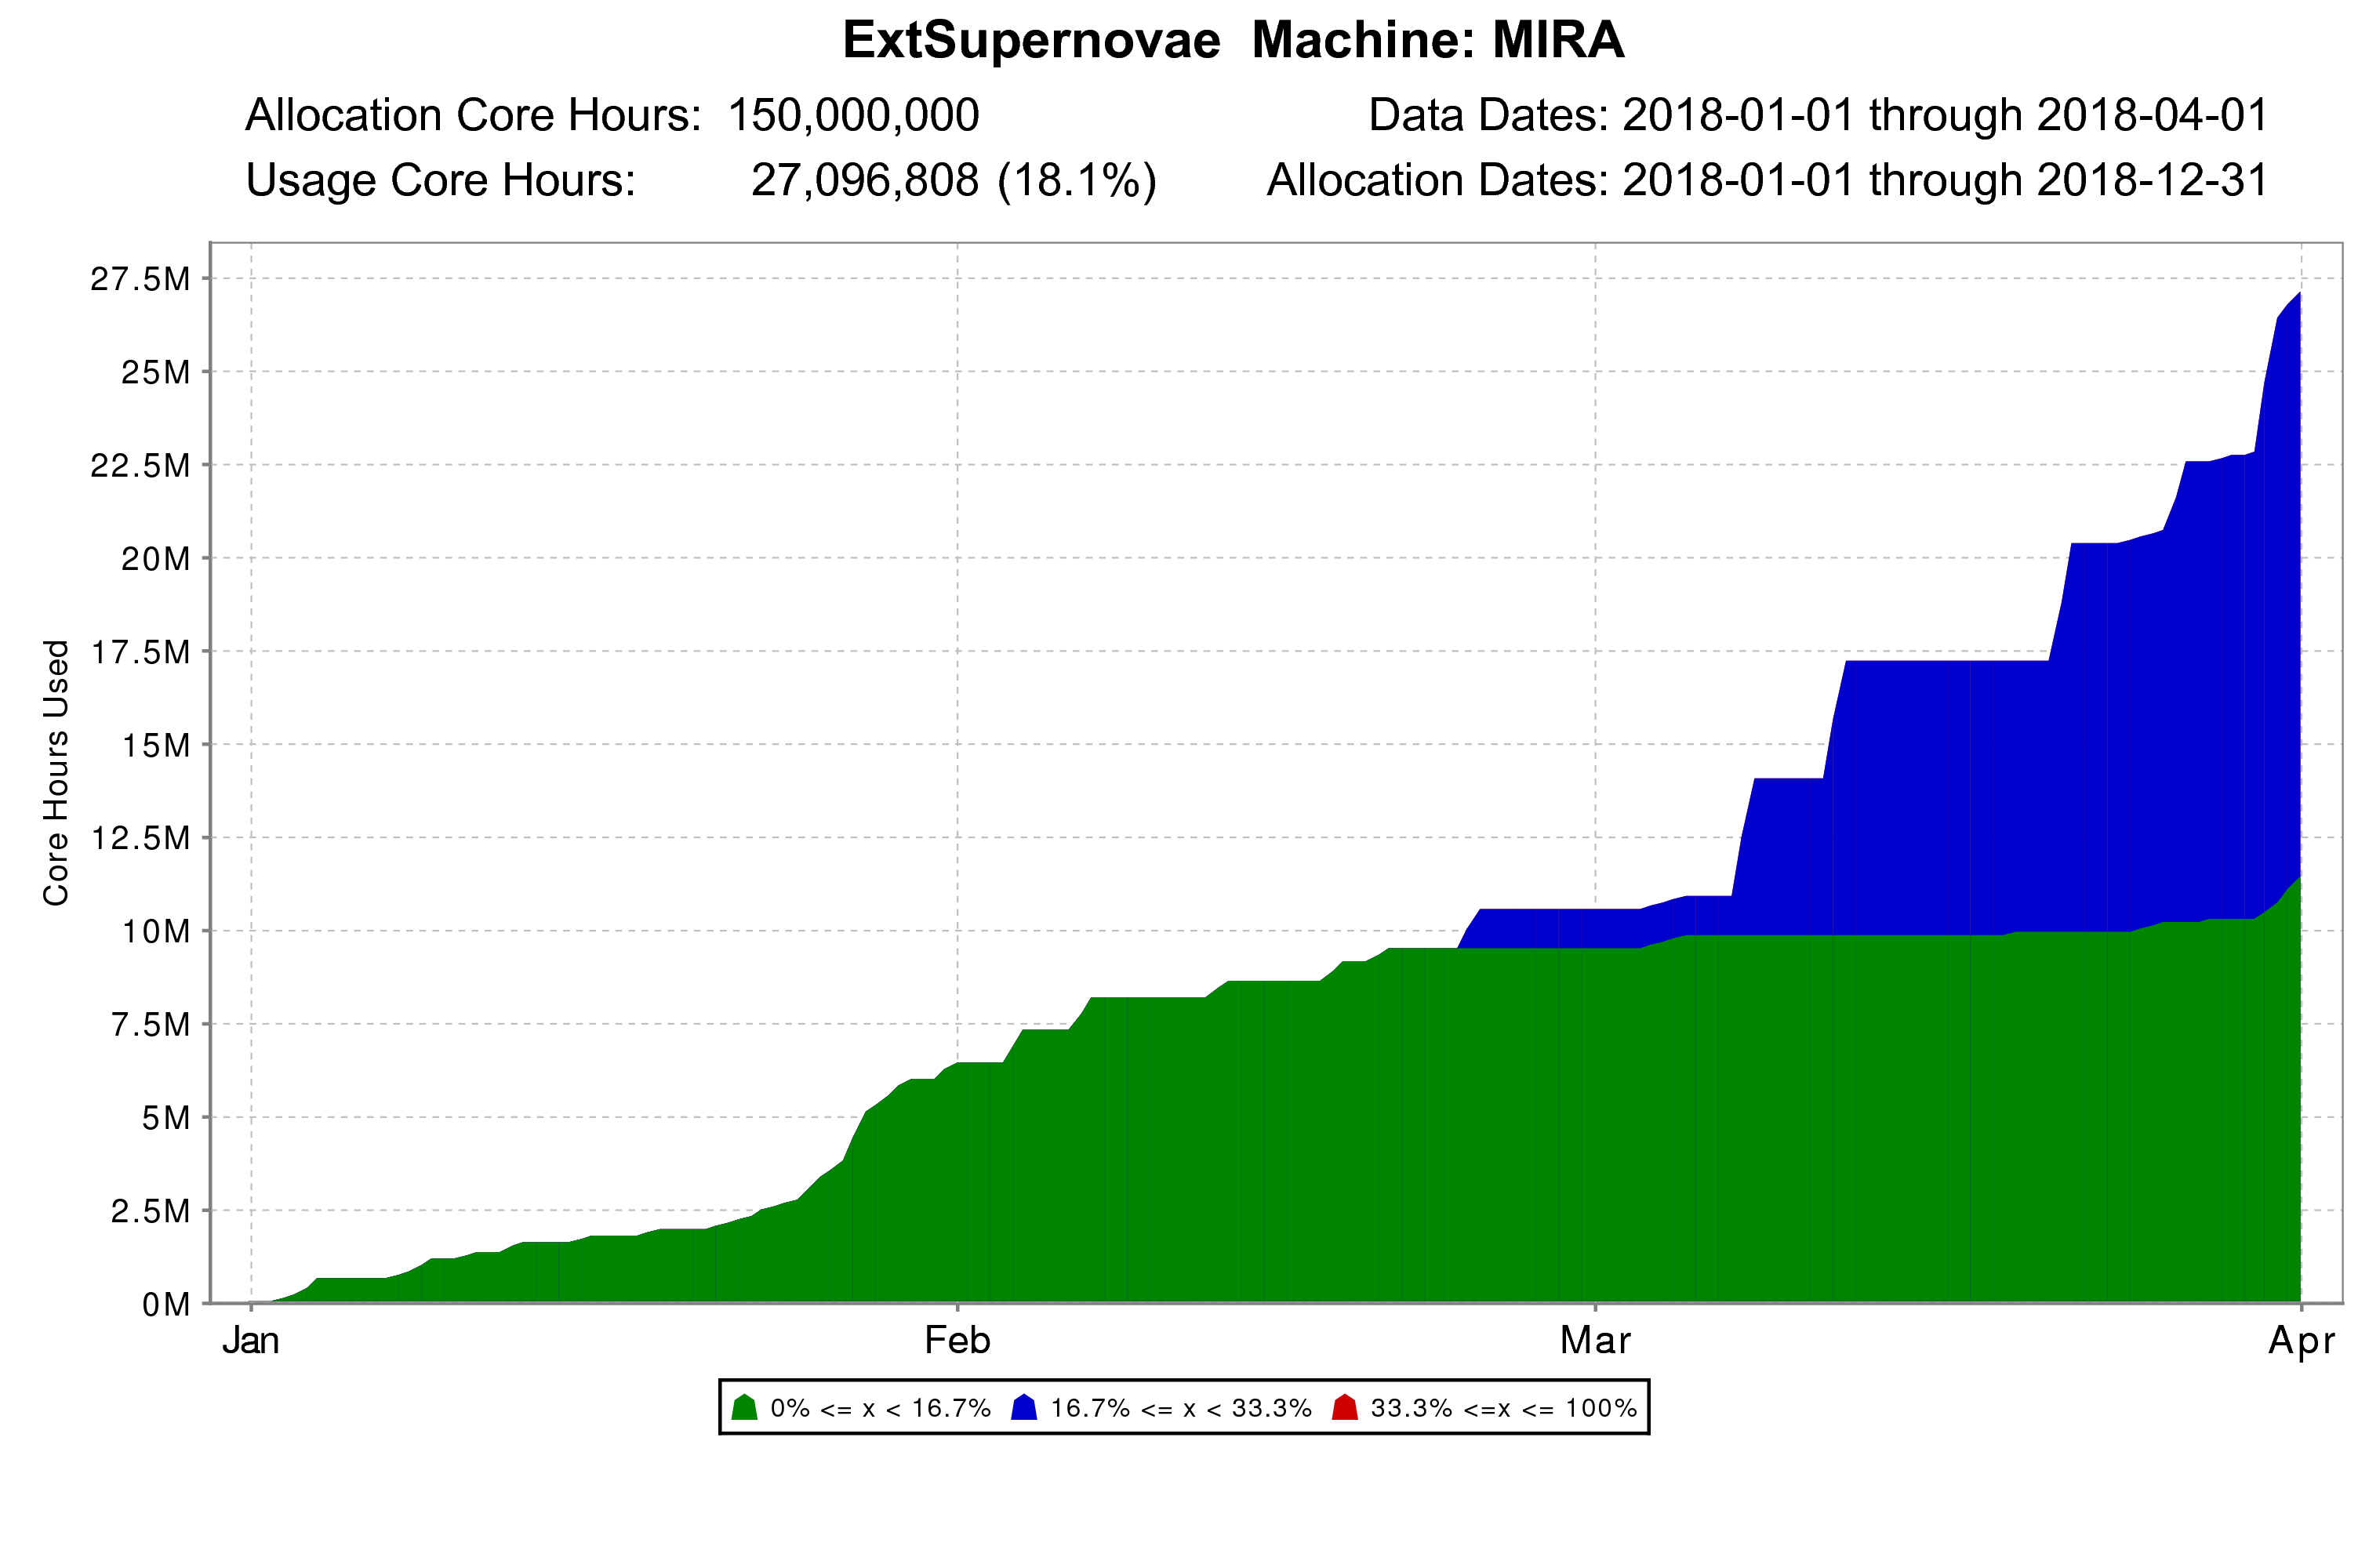 ExtSupernovae  Machine: MIRA
Allocation Core Hours:  150,000,000
Data Dates: 2018-01-01 through 2018-04-01
Usage Core Hours:  27,096,808 (18.1%)
Allocation Dates: 2018-01-01 through 2018-12-31
27.5M
25M
22.5M
20M
17.5M
15M
12.5M
10M
7.5M
5M
2.5M
0M
Core Hours Used
Jan Feb Mar Apr
0% <= x < 16.7% 16.7% <= x < 33.3% 33.3% <=x <= 100%